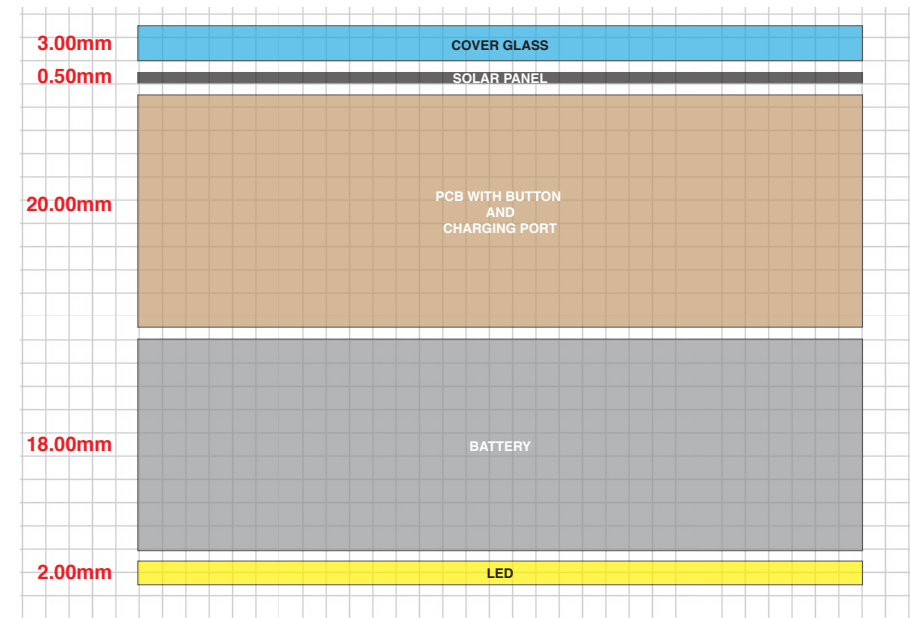 3.00mm
COVER GLASS
0.50mm
SOLAR PANEL
20.00mm
PCB WITH BUTTON
AND
CHARGING PORT
18.00mm
BATTERY
2.00mm
LED